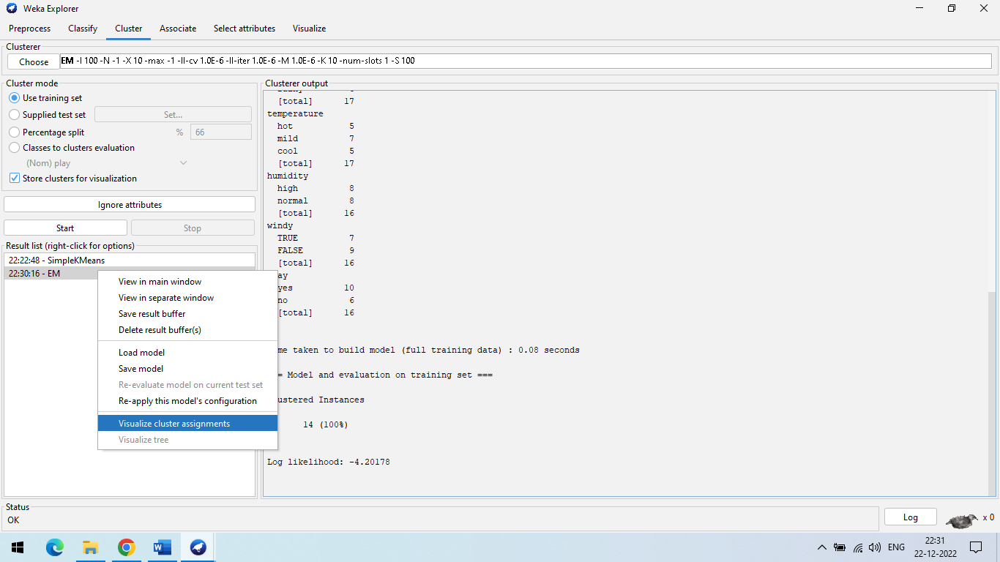 Weka Explorer
Preprocess Classify Cluster Associate Select attributes Visualize
Clusterer
Choose EM -I 100 -N -1 -X 10 -max -1 -ll-cv 1.0E-6 -ll-iter 1.0E-6 -M 1.0E-6 -K 10 -num-slots 1 -S 100
Cluster mode
Use training set
Supplied test set Set...
Percentage split % 66
Classes to clusters evaluation
(Nom) play
Store clusters for visualization
Ignore attributes
Start Stop
Result list (right-click for options)
22:22:48 - SimpleKMeans
22:30:16 - EM
View in main window
View in separate window
Save result buffer
Delete result buffer(s)
Load model
Save model
Re-evaluate model on current test set
Re-apply this model's configuration
Visualize cluster assignments
Visualize tree
Clusterer output
[total] 17
temperature
hot 5
mild 7
cool 5
[total] 17
humidity
high 8
normal 8
[total] 16
windy
TRUE 7
FALSE 9
[total] 16
ay
yes 10
no 6
[total] 16
me taken to build model (full training data) : 0.08 seconds
= Model and evaluation on training set ===
ustered Instances
14 (100%)
Log likelihood: -4.20178
Status
OK
Log x 0
ENG 22:31
22-12-2022